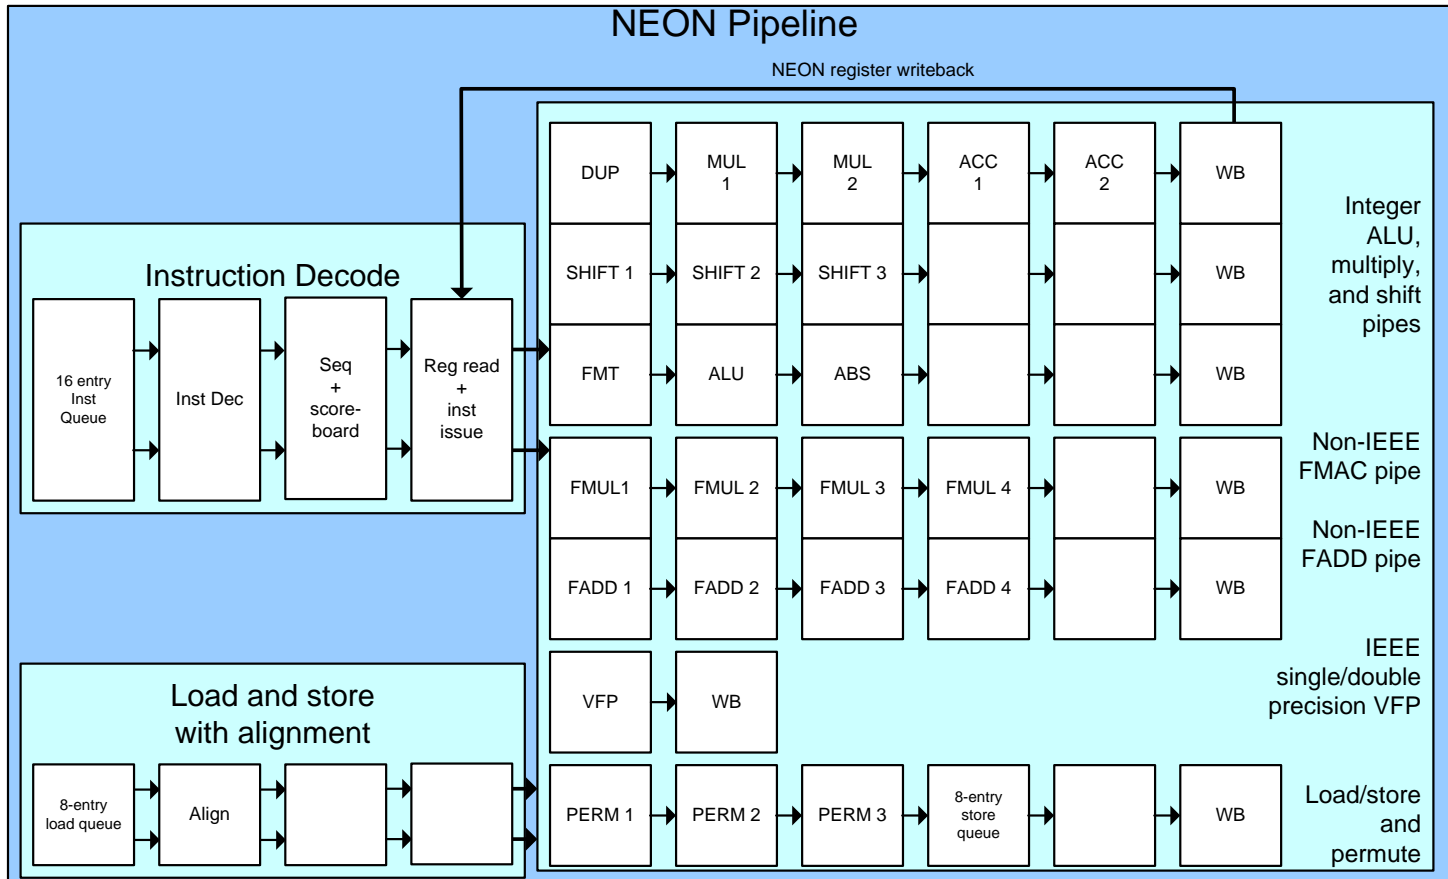 NEON Pipeline
NEON register writeback
DUP
MUL
1
MUL
2
ACC
1
ACC
2
WB
SHIFT 1
SHIFT 2
SHIFT 3
WB
FMT
ALU
ABS
WB
Integer
ALU,
multiply,
and shift
pipes
Instruction Decode
16 entry
Inst
Queue
Inst Dec
Seq
+
score-
board
Reg read
+
inst
issue
FMUL1
FMUL 2
FMUL 3
FMUL 4
WB
Non-IEEE
FMAC pipe
FADD 1
FADD 2
FADD 3
FADD 4
WB
Non-IEEE
FADD pipe
VFP
WB
IEEE
single/double
precision VFP
Load and store
with alignment
8-entry
load queue
Align
PERM 1
PERM 2
PERM 3
8-entry
store
queue
WB
Load/store
and
permute